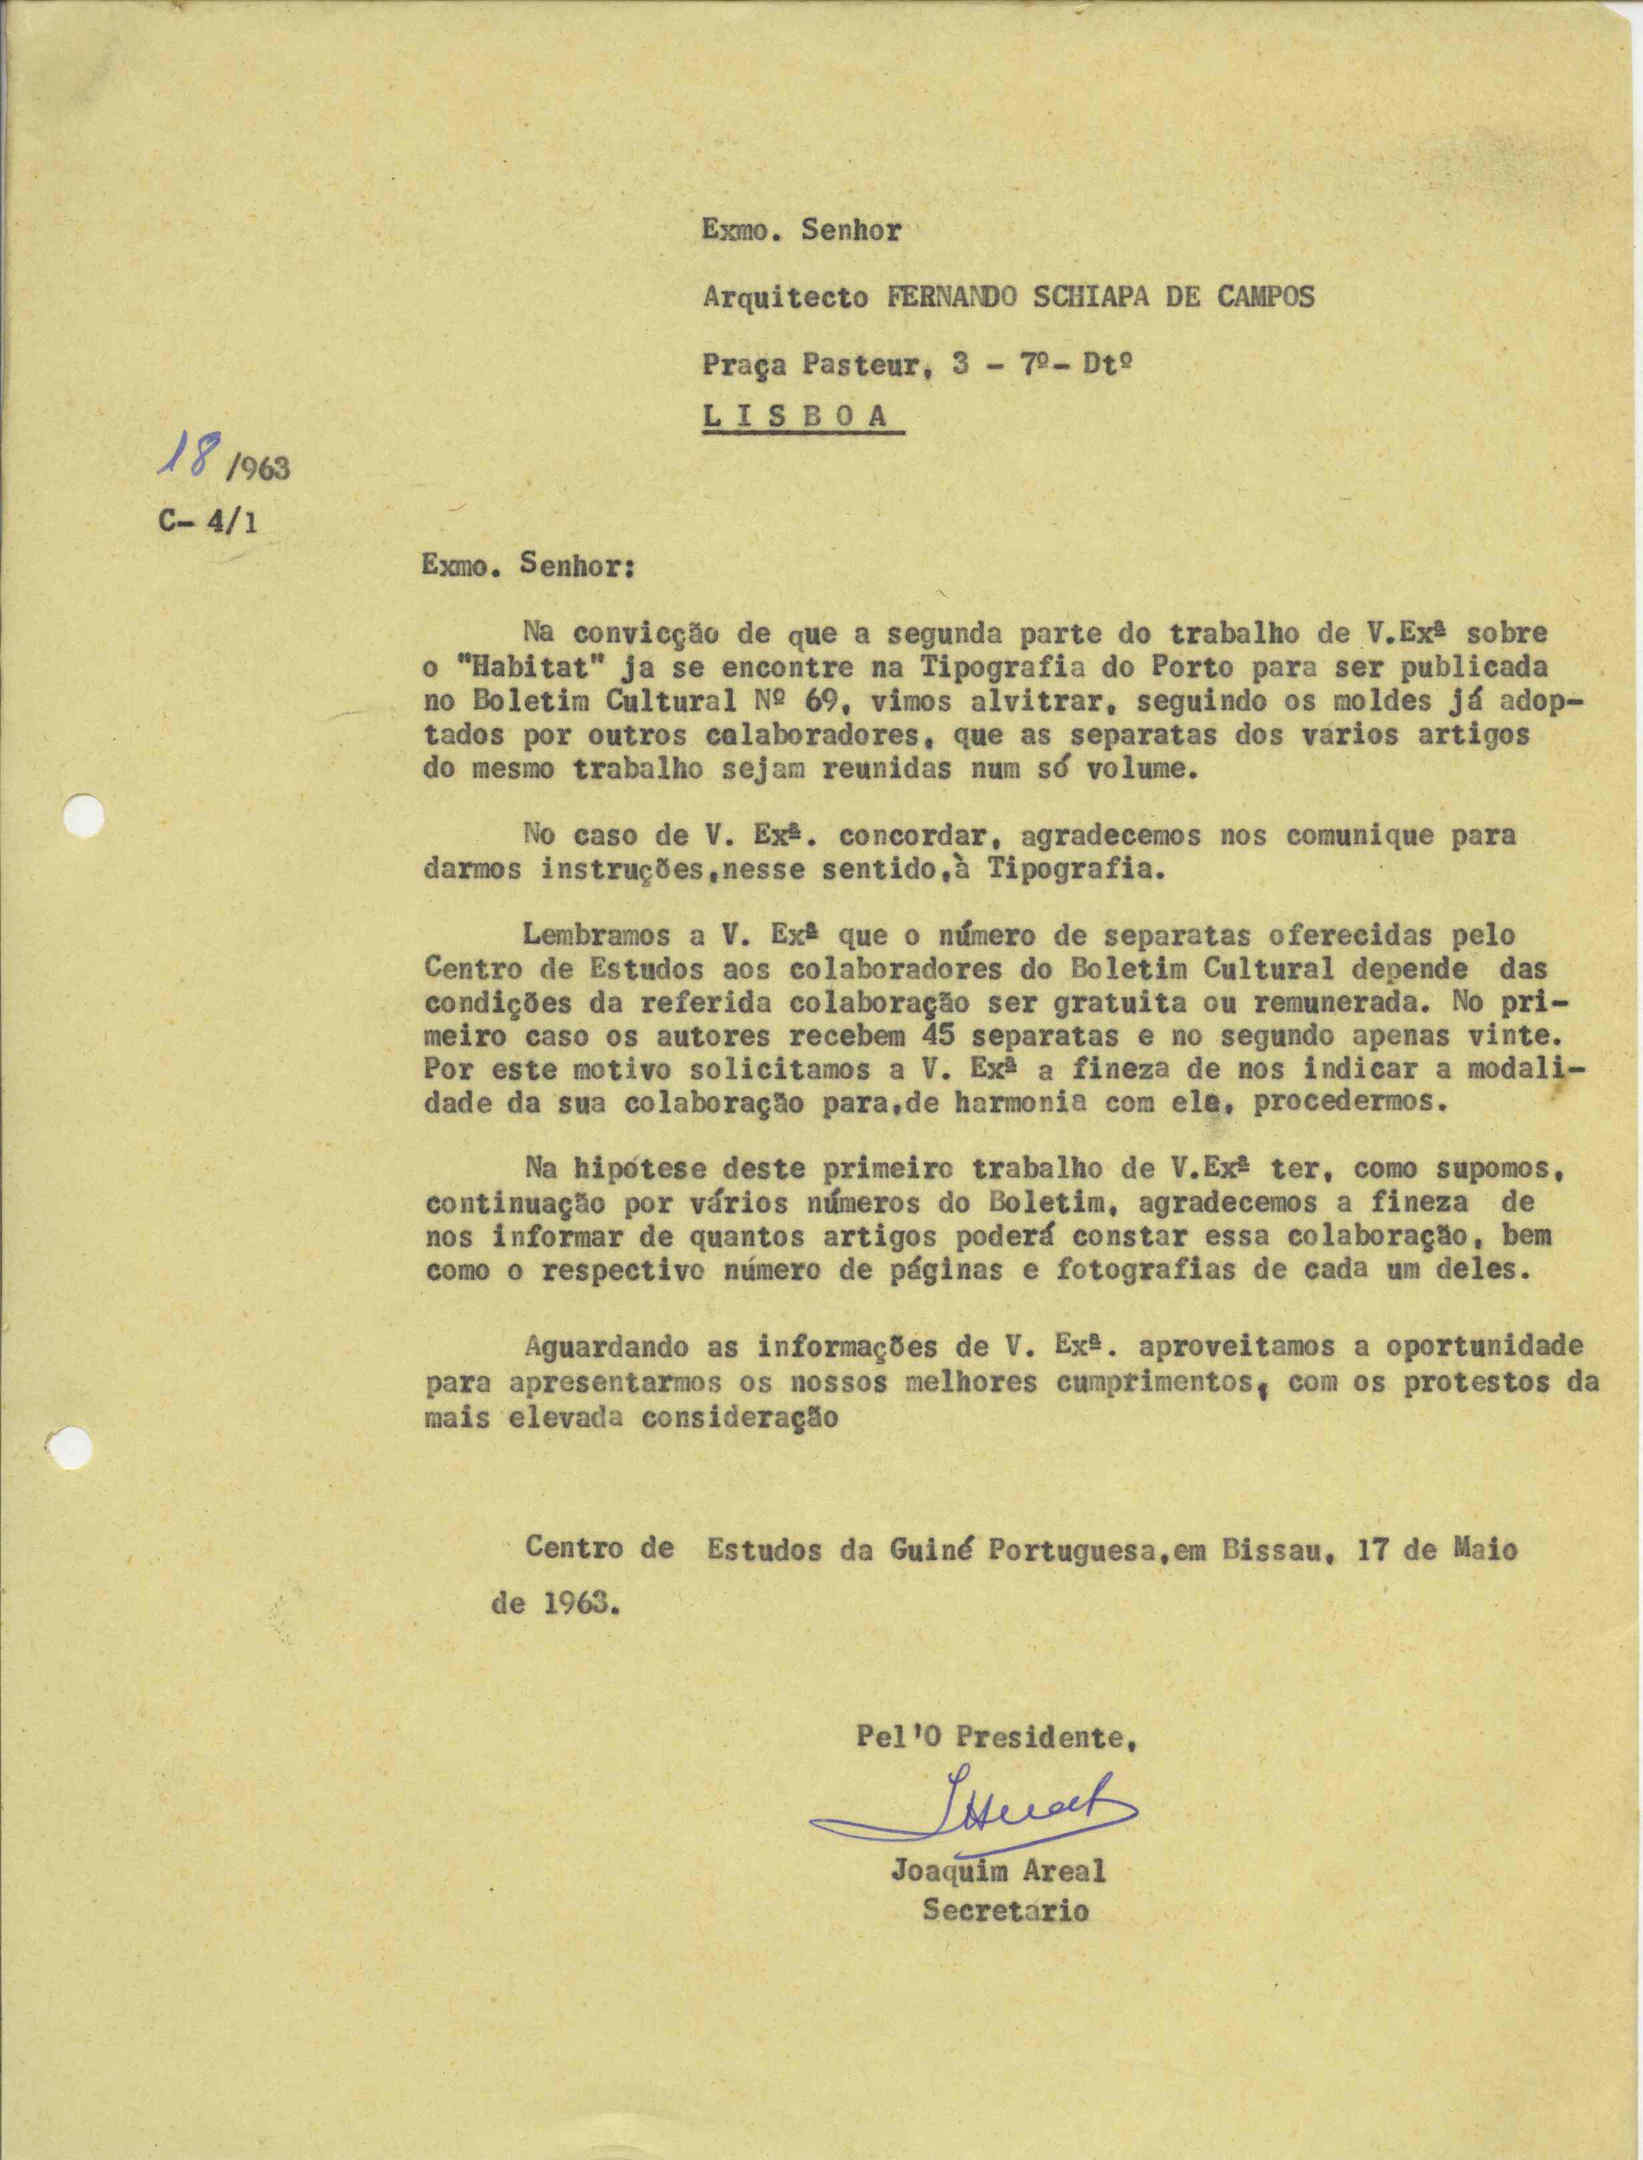 Exmo. Senhor
Arquitecto FERNANDO SCHIAPA DE CAMPOS
Praça Pasteur, 3 - 7º- Dtº
L I S B O A
18 /963
C- 4/1
Exmo. Senhor:
Na convicção de que a segunda parte do trabalho de V.Exª sobre
o "Habitat" ja se encontre na Tipografia do Porto para ser publicada
no Boletim Cultural Nº 69, vimos alvitrar, seguindo os moldes já adop-
tados por outros colaboradores, que as separatas dos vários artigos
do mesmo trabalho sejam reunidas num só volume.
No caso de V. Exª. concordar, agradecemos nos comunique para
darmos instruções,nesse sentido,à Tipografia.
Lembramos a V. Exª que o número de separatas oferecidas pelo
Centro de Estudos aos colaboradores do Boletim Cultural depende das
condições da referida colaboração ser gratuita ou remunerada. No pri-
meiro caso os autores recebem 45 separatas e no segundo apenas vinte.
Por este motivo solicitamos a V. Exª a fineza de nos indicar a modali-
dade da sua colaboração para,de harmonia com ela, procedermos.
Na hipótese deste primeiro trabalho de V.Exª ter, como supomos,
continuação por vários números do Boletim, agradecemos a fineza de
nos informar de quantos artigos poderá constar essa colaboração, bem
como o respectivo número de páginas e fotografias de cada um deles.
Aguardando as informações de V. Exª. aproveitamos a oportunidade
para apresentarmos os nossos melhores cumprimentos, com os protestos da
mais elevada consideração
Centro de Estudos da Guiné Portuguesa,em Bissau, 17 de Maio
de 1963.
Pel'O Presidente,
Joaquim Areal
Secretário